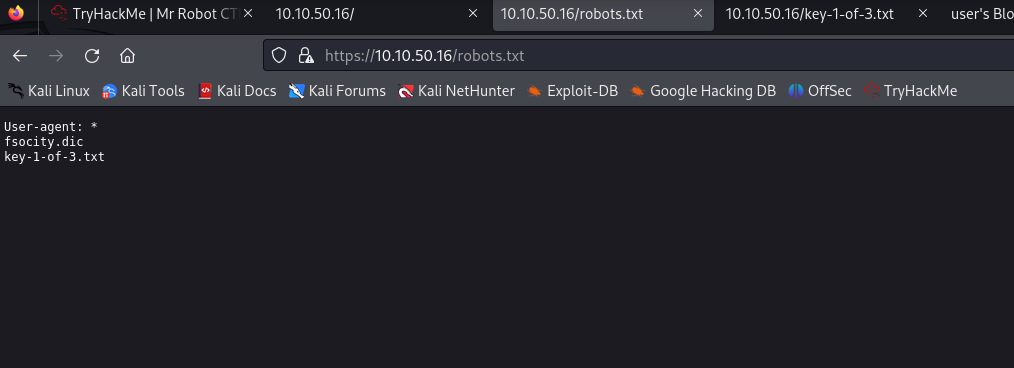 TryHackMe | Mr Robot CT
10.10.50.16/
10.10.50.16/robots.txt
10.10.50.16/key-1-of-3.txt
user's Blo
https://10.10.50.16/robots.txt
Kali Linux Kali Tools Kali Docs Kali Forums Kali NetHunter Exploit-DB Google Hacking DB OffSec TryHackMe
User-agent: *
fsocity.dic
key-1-of-3.txt